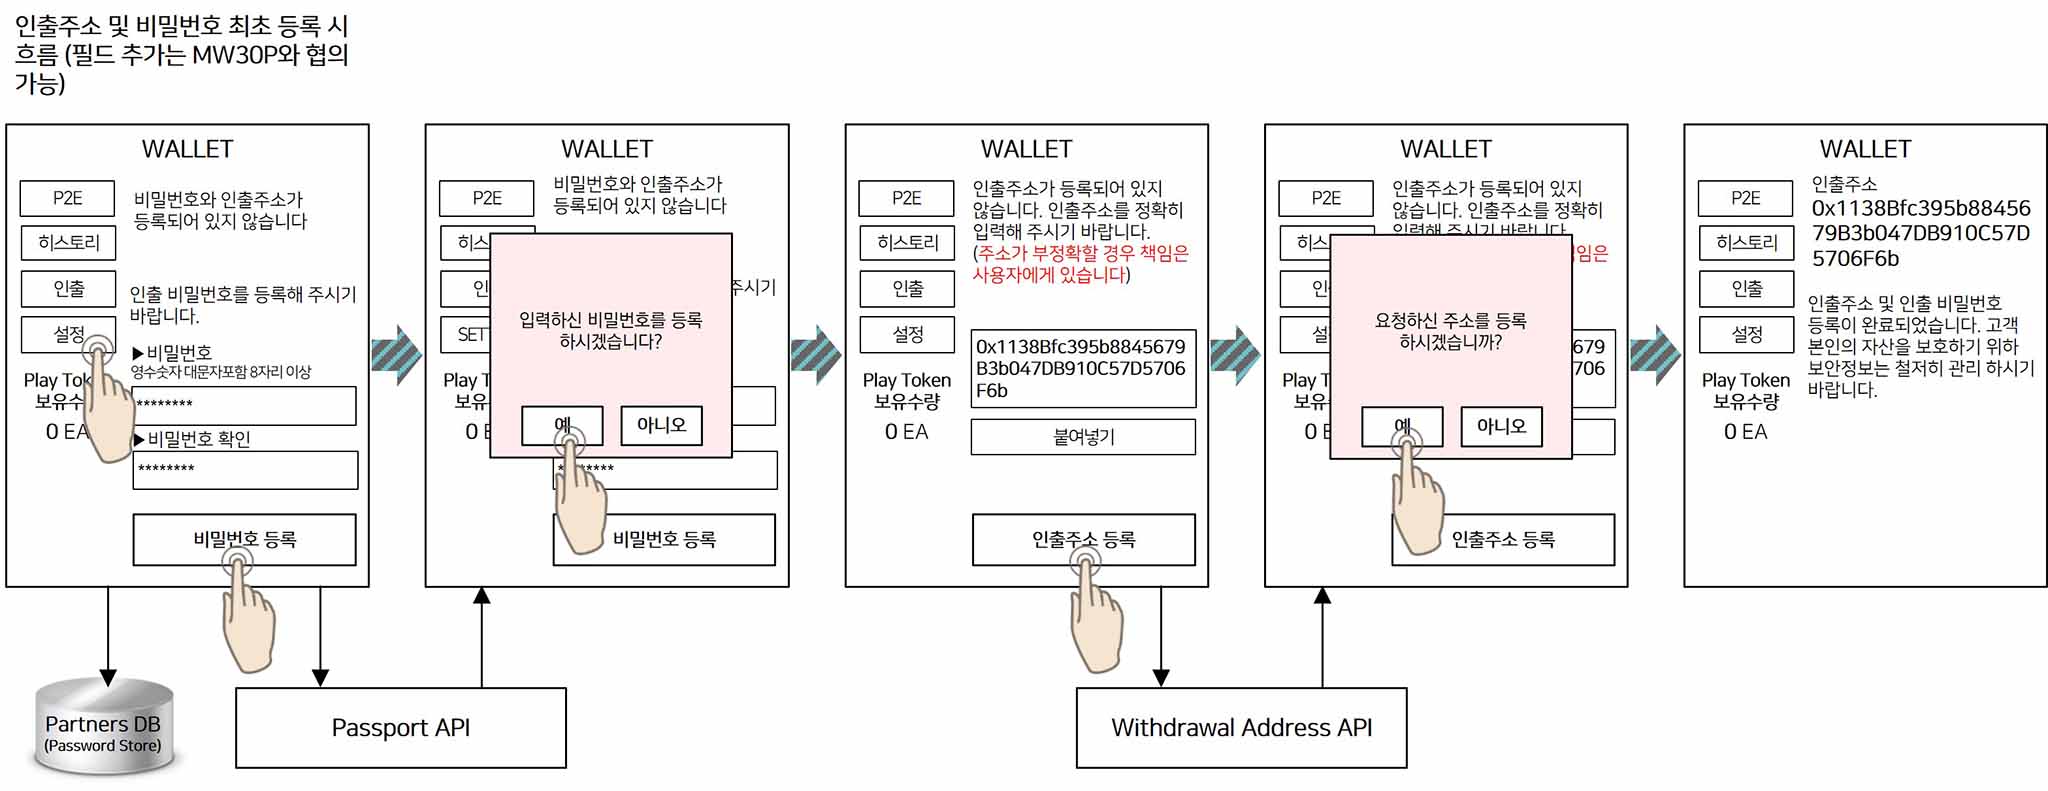 인출주소 및 비밀번호 최초 등록 시
흐름 (필드 추가는 MW30P와 협의
가능)
WALLET
P2E
히스토리
인출
설정
비밀번호와 인출주소가
등록되어 있지 않습니다
인출 비밀번호를 등록해 주시기
바랍니다.
▶비밀번호
영수숫자 대문자포함 8자리 이상
********
▶비밀번호 확인
********
Play Tok
보유수
0 EA
비밀번호 등록
WALLET
P2E
히스
인
SET
비밀번호와 인출주소가
등록되어 있지 않습니다
주시기
입력하신 비밀번호를 등록
하시겠습니다?
예
아니오
Play T
보유
0 E
********
비밀번호 등록
WALLET
P2E
히스토리
인출
설정
인출주소가 등록되어 있지
않습니다. 인출주소를 정확히
입력해 주시기 바랍니다.
(주소가 부정확할 경우 책임은
사용자에게 있습니다)
0x1138Bfc395b8845679
B3b047DB910C57D5706
F6b
붙여넣기
Play Token
보유수량
0 EA
인출주소 등록
WALLET
P2E
히스
인
설
인출주소가 등록되어 있지
않습니다. 인출주소를 정확히
입력해 주시기 바랍니다.
임은
요청하신 주소를 등록
하시겠습니까?
예
아니오
679
706
Play T
보유
0 E
인출주소 등록
WALLET
P2E
히스토리
인출
설정
인출주소
0x1138Bfc395b88456
79B3b047DB910C57D
5706F6b
인출주소 및 인출 비밀번호
등록이 완료되었습니다. 고객
본인의 자산을 보호하기 위하
보안정보는 철저히 관리 하시기
바랍니다.
Play Token
보유수량
0 EA
Partners DB
(Password Store)
Passport API
Withdrawal Address API